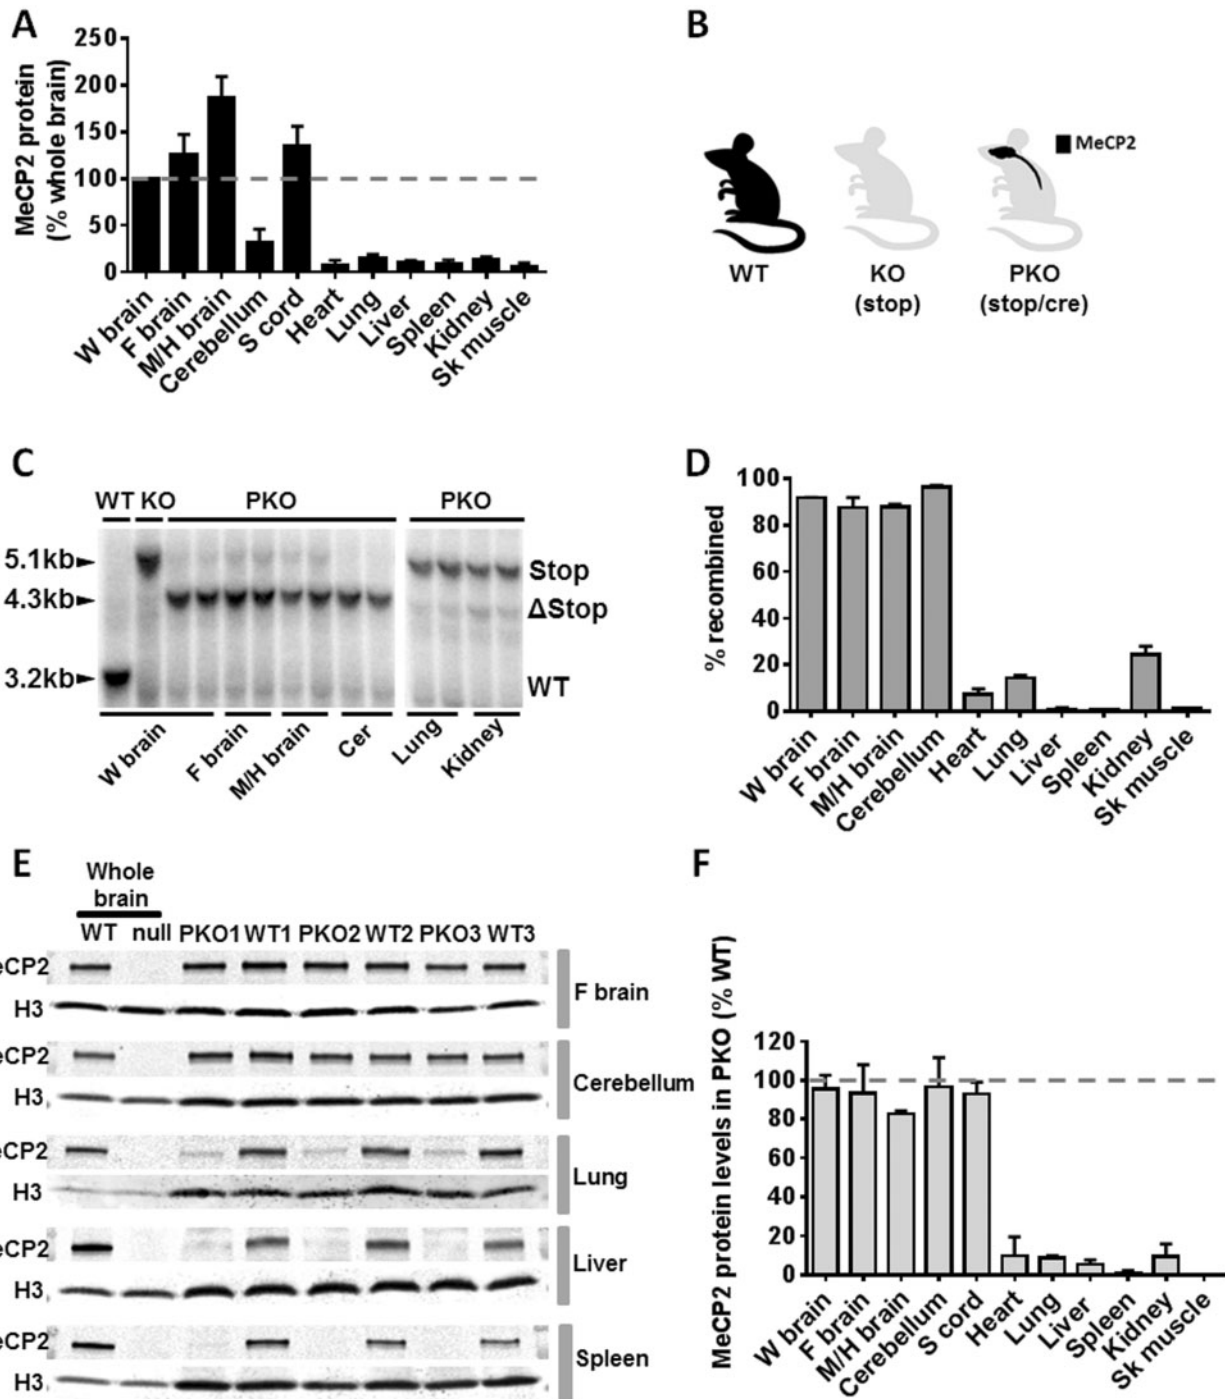 A
MeCP2 protein
(% whole brain)
250
200
150
100
50
0
W brain
F brain
M/H brain
Cerebellum
S cord
Heart
Lung
Liver
Spleen
Kidney
Sk muscle
B
MeCP2
WT
KO
(stop)
PKO
(stop/cre)
C
WT KO PKO PKO
5.1kb
4.3kb
3.2kb
Stop
ΔStop
WT
W brain
F brain
M/H brain
Cer
Lung
Kidney
D
% recombined
100
80
60
40
20
0
W brain
F brain
M/H brain
Cerebellum
Heart
Lung
Liver
Spleen
Kidney
Sk muscle
E
Whole
brain
WT null PKO1 WT1 PKO2 WT2 PKO3 WT3
eCP2
H3
F brain
eCP2
H3
Cerebellum
eCP2
H3
Lung
eCP2
H3
Liver
eCP2
H3
Spleen
F
MeCP2 protein levels in PKO (% WT)
120
100
80
60
40
20
0
W brain
F brain
M/H brain
Cerebellum
S cord
Heart
Lung
Liver
Spleen
Kidney
Sk muscle